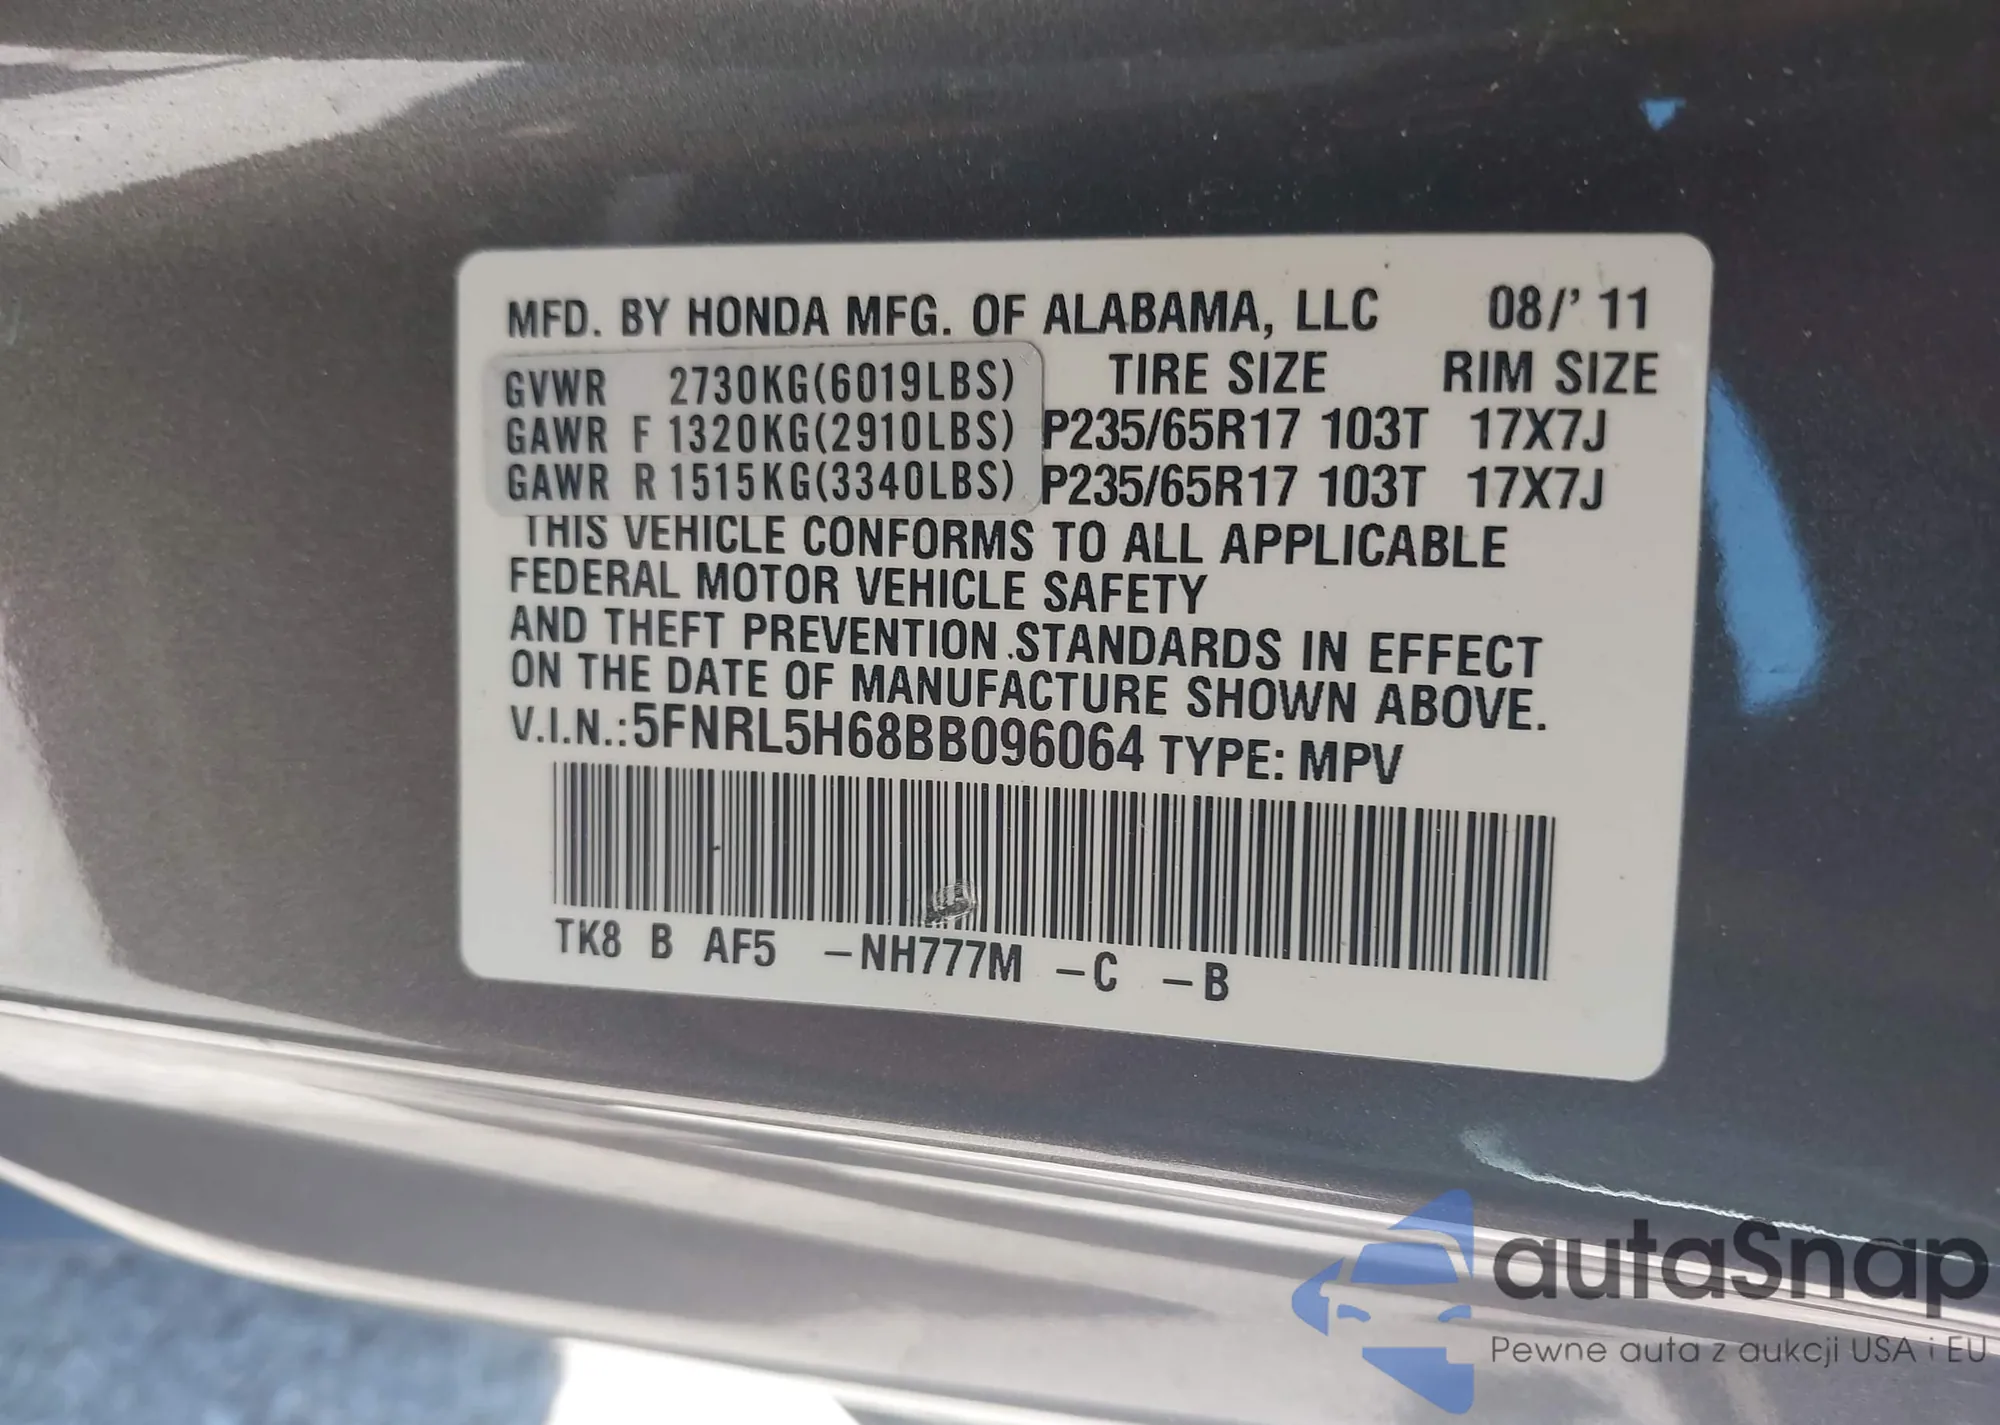 MFD. BY HONDA MFG. OF ALABAMA, LLC 08/' 11
GVWR 2730KG(6019LBS) TIRE SIZE RIM SIZE
GAWR F 1320KG(2910LBS) P235/65R17 103T 17X7J
GAWR R 1515KG(3340LBS) P235/65R17 103T 17X7J
THIS VEHICLE CONFORMS TO ALL APPLICABLE
FEDERAL MOTOR VEHICLE SAFETY
AND THEFT PREVENTION STANDARDS IN EFFECT
ON THE DATE OF MANUFACTURE SHOWN ABOVE.
V.I.N.:5FNRL5H68BB096064 TYPE: MPV
TK8 B AF5 –NH777M –C –B
autoSnap
Pewne auta z aukcji USA i EU